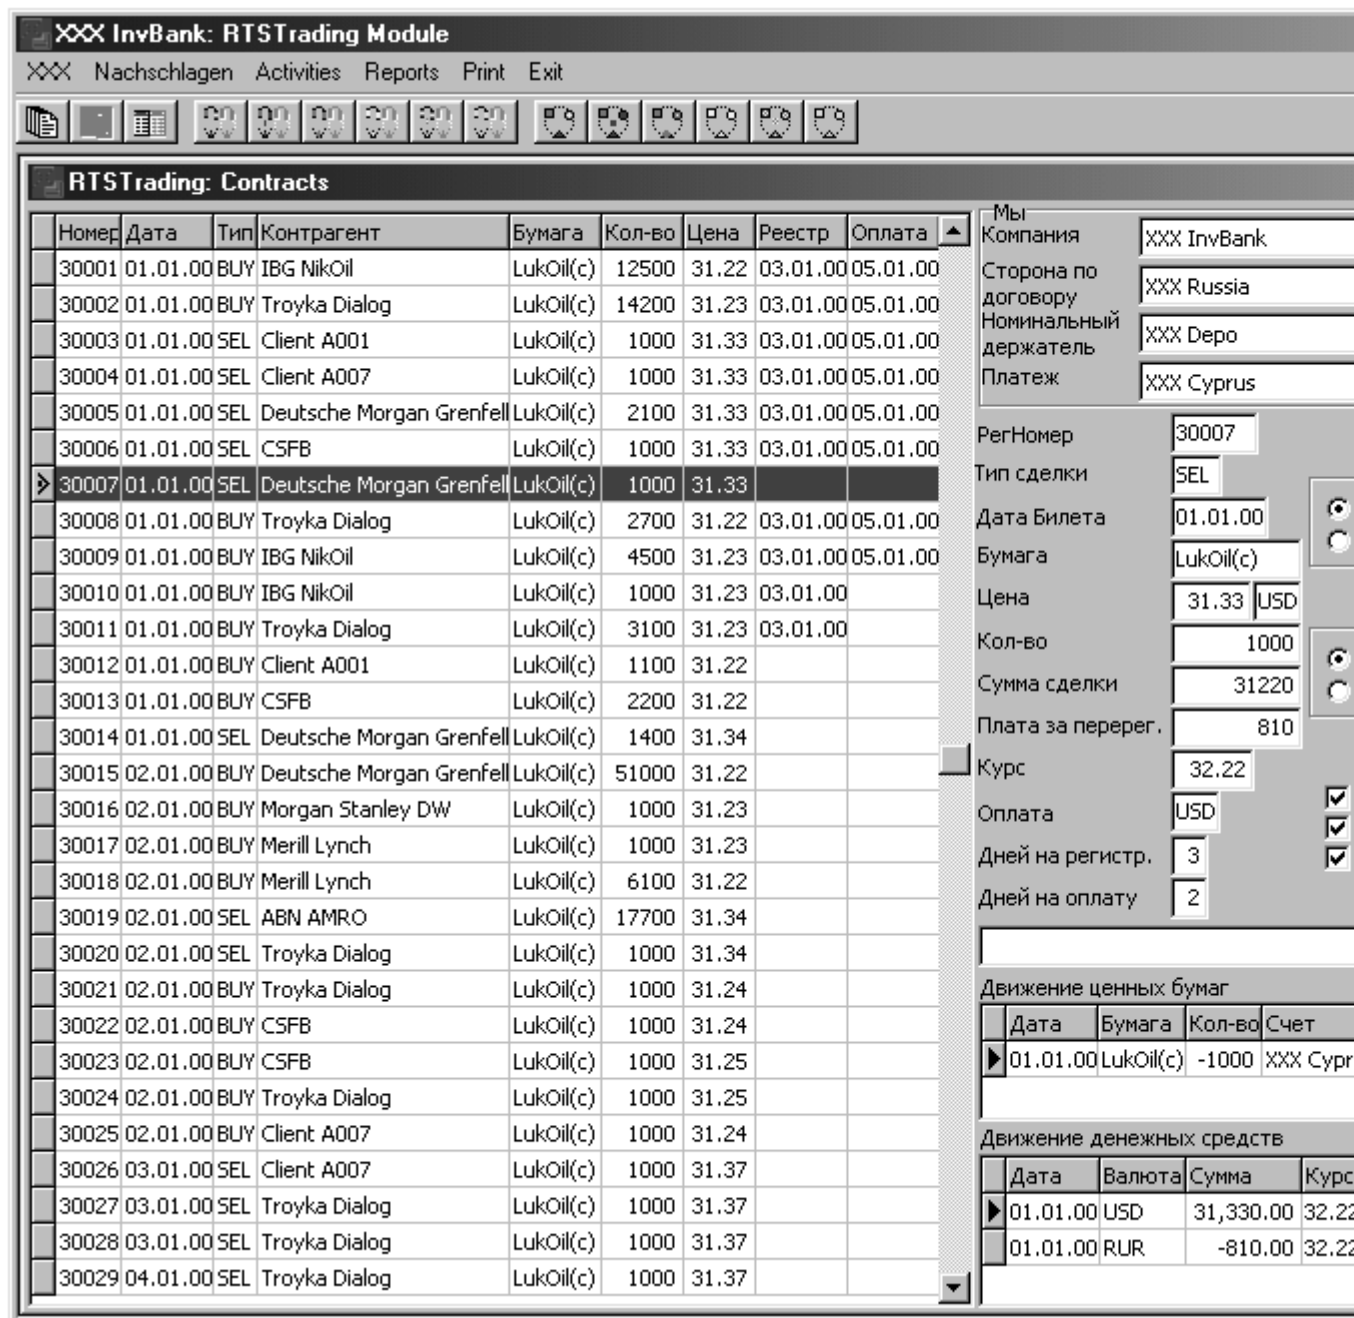 XXX InvBank: RTSTrading Module
XXX Nachschlagen Activities Reports Print Exit
RTSTrading: Contracts
Номер Дата Тип Контрагент Бумага Кол-во Цена Реестр Оплата
30001 01.01.00 BUY IBG NikOil LukOil(c) 12500 31.22 03.01.00 05.01.00
30002 01.01.00 BUY Troyka Dialog LukOil(c) 14200 31.23 03.01.00 05.01.00
30003 01.01.00 SEL Client A001 LukOil(c) 1000 31.33 03.01.00 05.01.00
30004 01.01.00 SEL Client A007 LukOil(c) 1000 31.33 03.01.00 05.01.00
30005 01.01.00 SEL Deutsche Morgan Grenfell LukOil(c) 2100 31.33 03.01.00 05.01.00
30006 01.01.00 SEL CSFB LukOil(c) 1000 31.33 03.01.00 05.01.00
30007 01.01.00 SEL Deutsche Morgan Grenfell LukOil(c) 1000 31.33
30008 01.01.00 BUY Troyka Dialog LukOil(c) 2700 31.22 03.01.00 05.01.00
30009 01.01.00 BUY IBG NikOil LukOil(c) 4500 31.23 03.01.00 05.01.00
30010 01.01.00 BUY IBG NikOil LukOil(c) 1000 31.23 03.01.00
30011 01.01.00 BUY Troyka Dialog LukOil(c) 3100 31.23 03.01.00
30012 01.01.00 BUY Client A001 LukOil(c) 1100 31.22
30013 01.01.00 BUY CSFB LukOil(c) 2200 31.22
30014 01.01.00 SEL Deutsche Morgan Grenfell LukOil(c) 1400 31.34
30015 02.01.00 BUY Deutsche Morgan Grenfell LukOil(c) 51000 31.22
30016 02.01.00 BUY Morgan Stanley DW LukOil(c) 1000 31.23
30017 02.01.00 BUY Merill Lynch LukOil(c) 1000 31.23
30018 02.01.00 BUY Merill Lynch LukOil(c) 6100 31.22
30019 02.01.00 SEL ABN AMRO LukOil(c) 17700 31.34
30020 02.01.00 SEL Troyka Dialog LukOil(c) 1000 31.34
30021 02.01.00 BUY Troyka Dialog LukOil(c) 1000 31.24
30022 02.01.00 BUY CSFB LukOil(c) 1000 31.24
30023 02.01.00 BUY CSFB LukOil(c) 1000 31.25
30024 02.01.00 BUY Troyka Dialog LukOil(c) 1000 31.25
30025 02.01.00 BUY Client A007 LukOil(c) 1000 31.24
30026 03.01.00 SEL Client A007 LukOil(c) 1000 31.37
30027 03.01.00 SEL Troyka Dialog LukOil(c) 1000 31.37
30028 03.01.00 SEL Troyka Dialog LukOil(c) 1000 31.37
30029 04.01.00 SEL Troyka Dialog LukOil(c) 1000 31.37
Мы
Компания XXX InvBank
Сторона по
договору XXX Russia
Номинальный
держатель XXX Depo
Платеж XXX Cyprus
РегНомер 30007
Тип сделки SEL
Дата Билета 01.01.00
Бумага LukOil(c)
Цена 31.33 USD
Кол-во 1000
Сумма сделки 31220
Плата за перерег. 810
Курс 32.22
Оплата USD
Дней на регистр. 3
Дней на оплату 2
Движение ценных бумаг
Дата Бумага Кол-во Счет
01.01.00 LukOil(c) -1000 XXX Cypr
Движение денежных средств
Дата Валюта Сумма Курс
01.01.00 USD 31,330.00 32.22
01.01.00 RUR -810.00 32.22